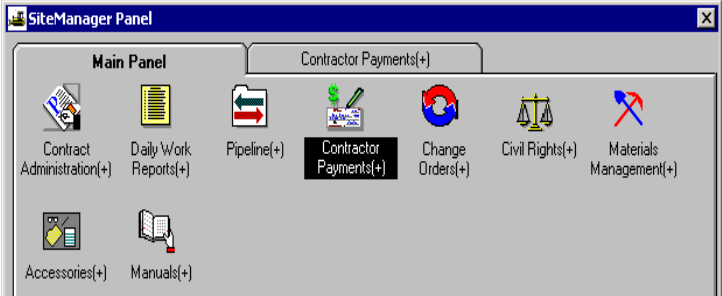 SiteManager Panel
Main Panel
Contractor Payments(+)
Contract
Administration(+)
Daily Work
Reports(+)
Pipeline(+)
Contractor
Payments(+)
Change
Orders(+)
Civil Rights(+)
Materials
Management(+)
Accessories(+)
Manuals(+)